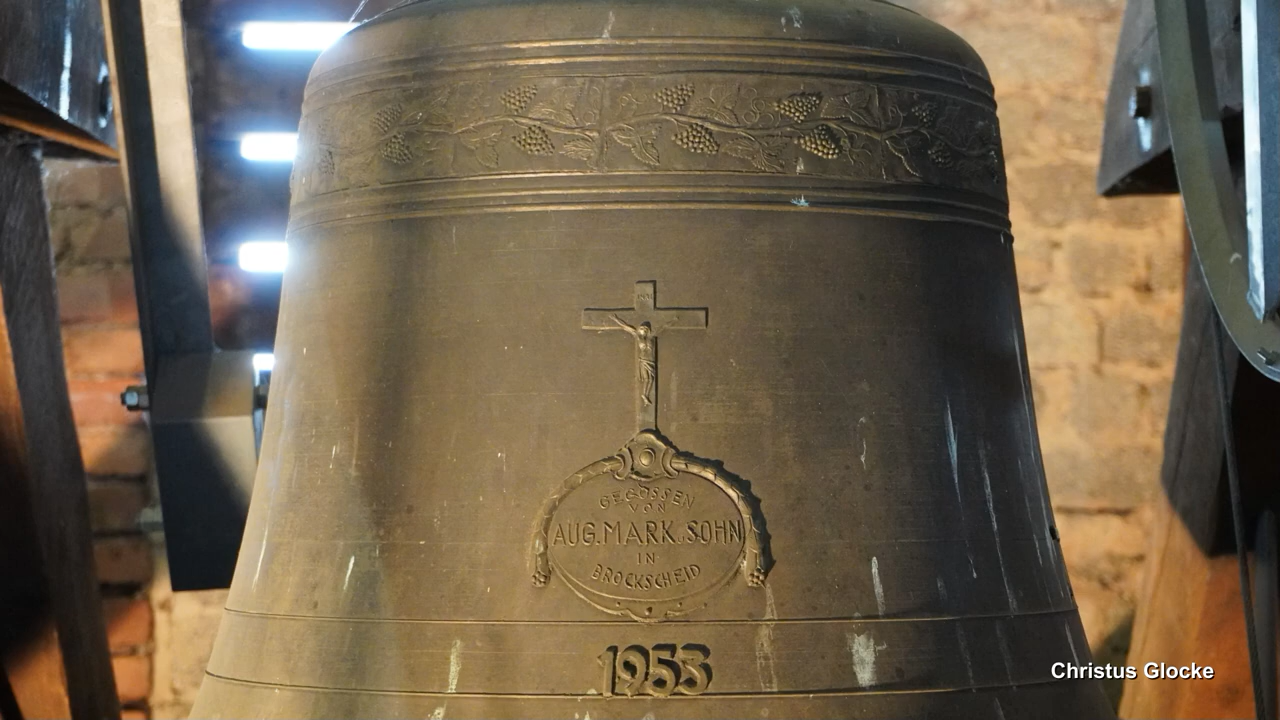 GEGOSSEN
VON
AUG. MARK. SOHN
IN
BROCKSCHEID
1953
Christus Glocke